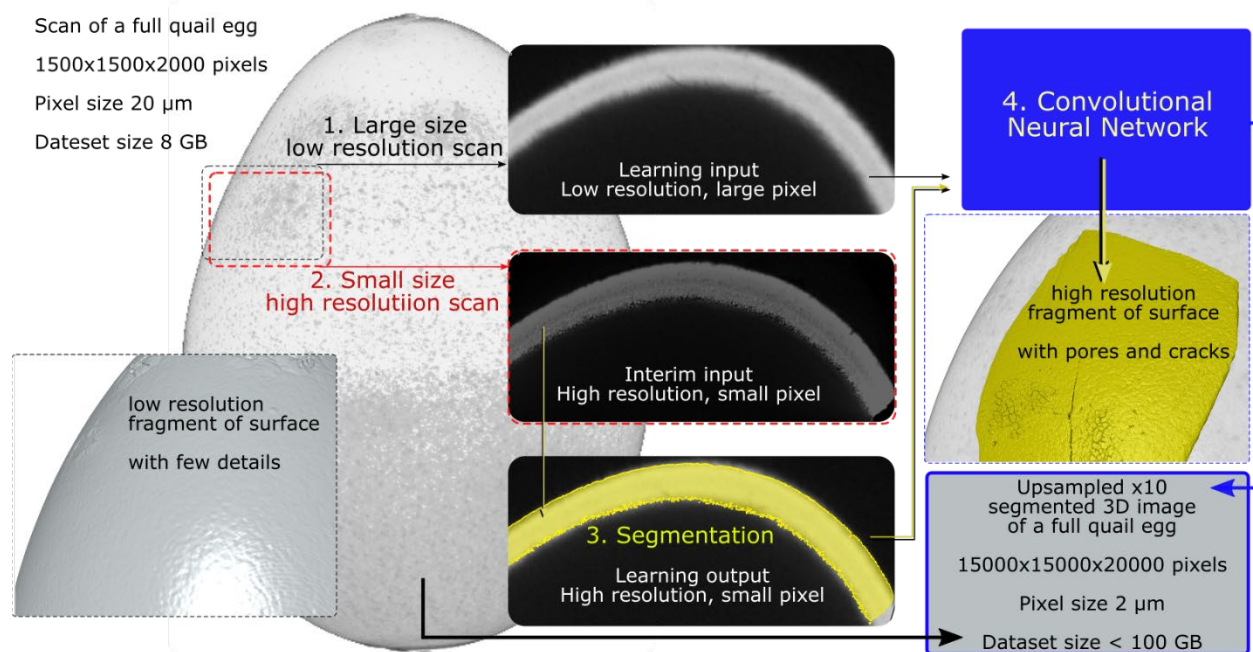 Scan of a full quail egg
1500x1500x2000 pixels
Pixel size 20 µm
Dateset size 8 GB
1. Large size
low resolution scan
Learning input
Low resolution, large pixel
4. Convolutional
Neural Network
2. Small size
high resolutiion scan
Interim input
High resolution, small pixel
high resolution
fragment of surface
with pores and cracks
low resolution
fragment of surface
with few details
3. Segmentation
Learning output
High resolution, small pixel
Upsampled x10
segmented 3D image
of a full quail egg
15000x15000x20000 pixels
Pixel size 2 µm
Dataset size < 100 GB